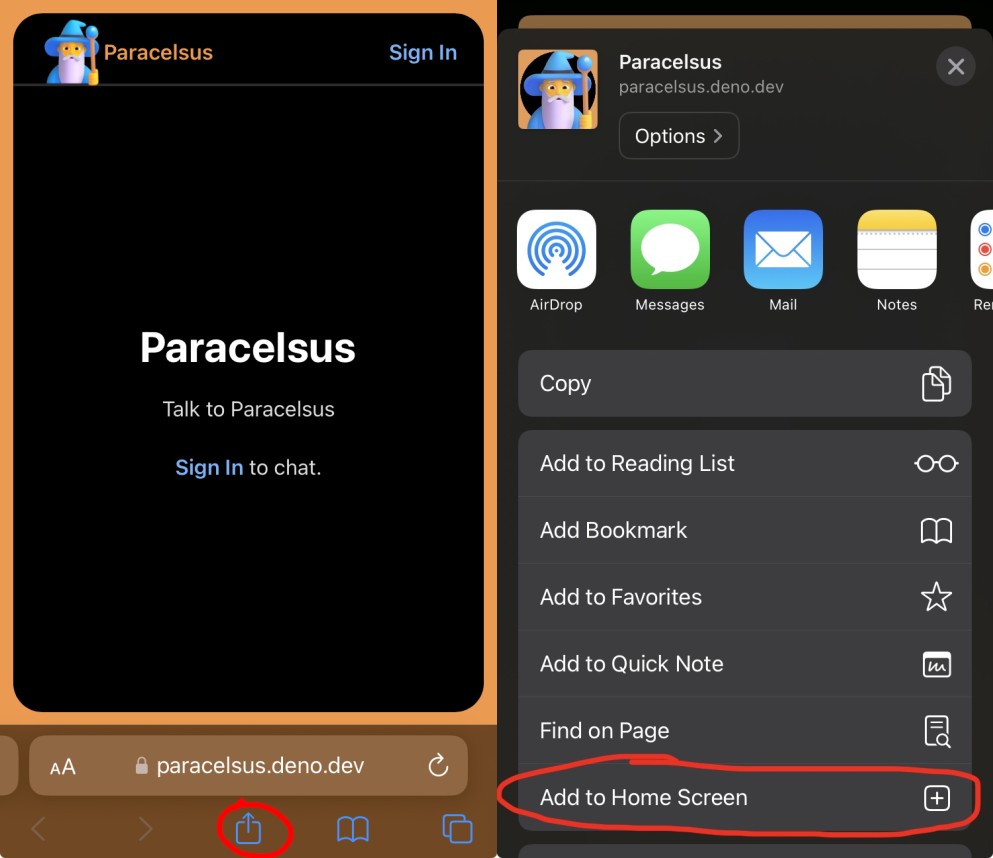 Paracelsus
Sign In
Paracelsus
Talk to Paracelsus
Sign In to chat.
AA
paracelsus.deno.dev
Paracelsus
paracelsus.deno.dev
Options
AirDrop
Messages
Mail
Notes
Copy
Add to Reading List
Add Bookmark
Add to Favorites
Add to Quick Note
Find on Page
Add to Home Screen